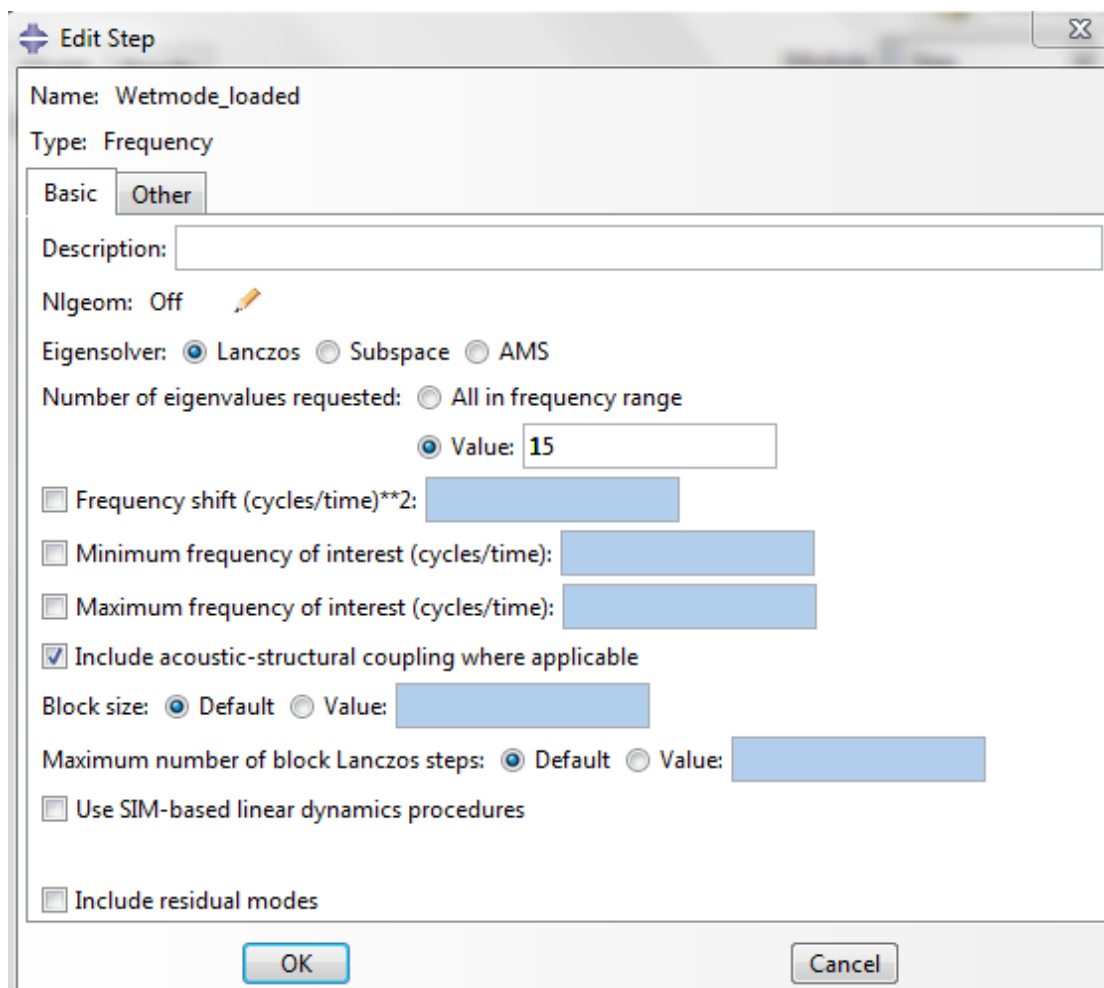 Edit Step
Name: Wetmode_loaded
Type: Frequency
Basic Other
Description:
Nlgeom: Off
Eigensolver: Lanczos Subspace AMS
Number of eigenvalues requested: All in frequency range
Value: 15
Frequency shift (cycles/time)**2:
Minimum frequency of interest (cycles/time):
Maximum frequency of interest (cycles/time):
Include acoustic-structural coupling where applicable
Block size: Default Value:
Maximum number of block Lanczos steps: Default Value:
Use SIM-based linear dynamics procedures
Include residual modes
OK Cancel